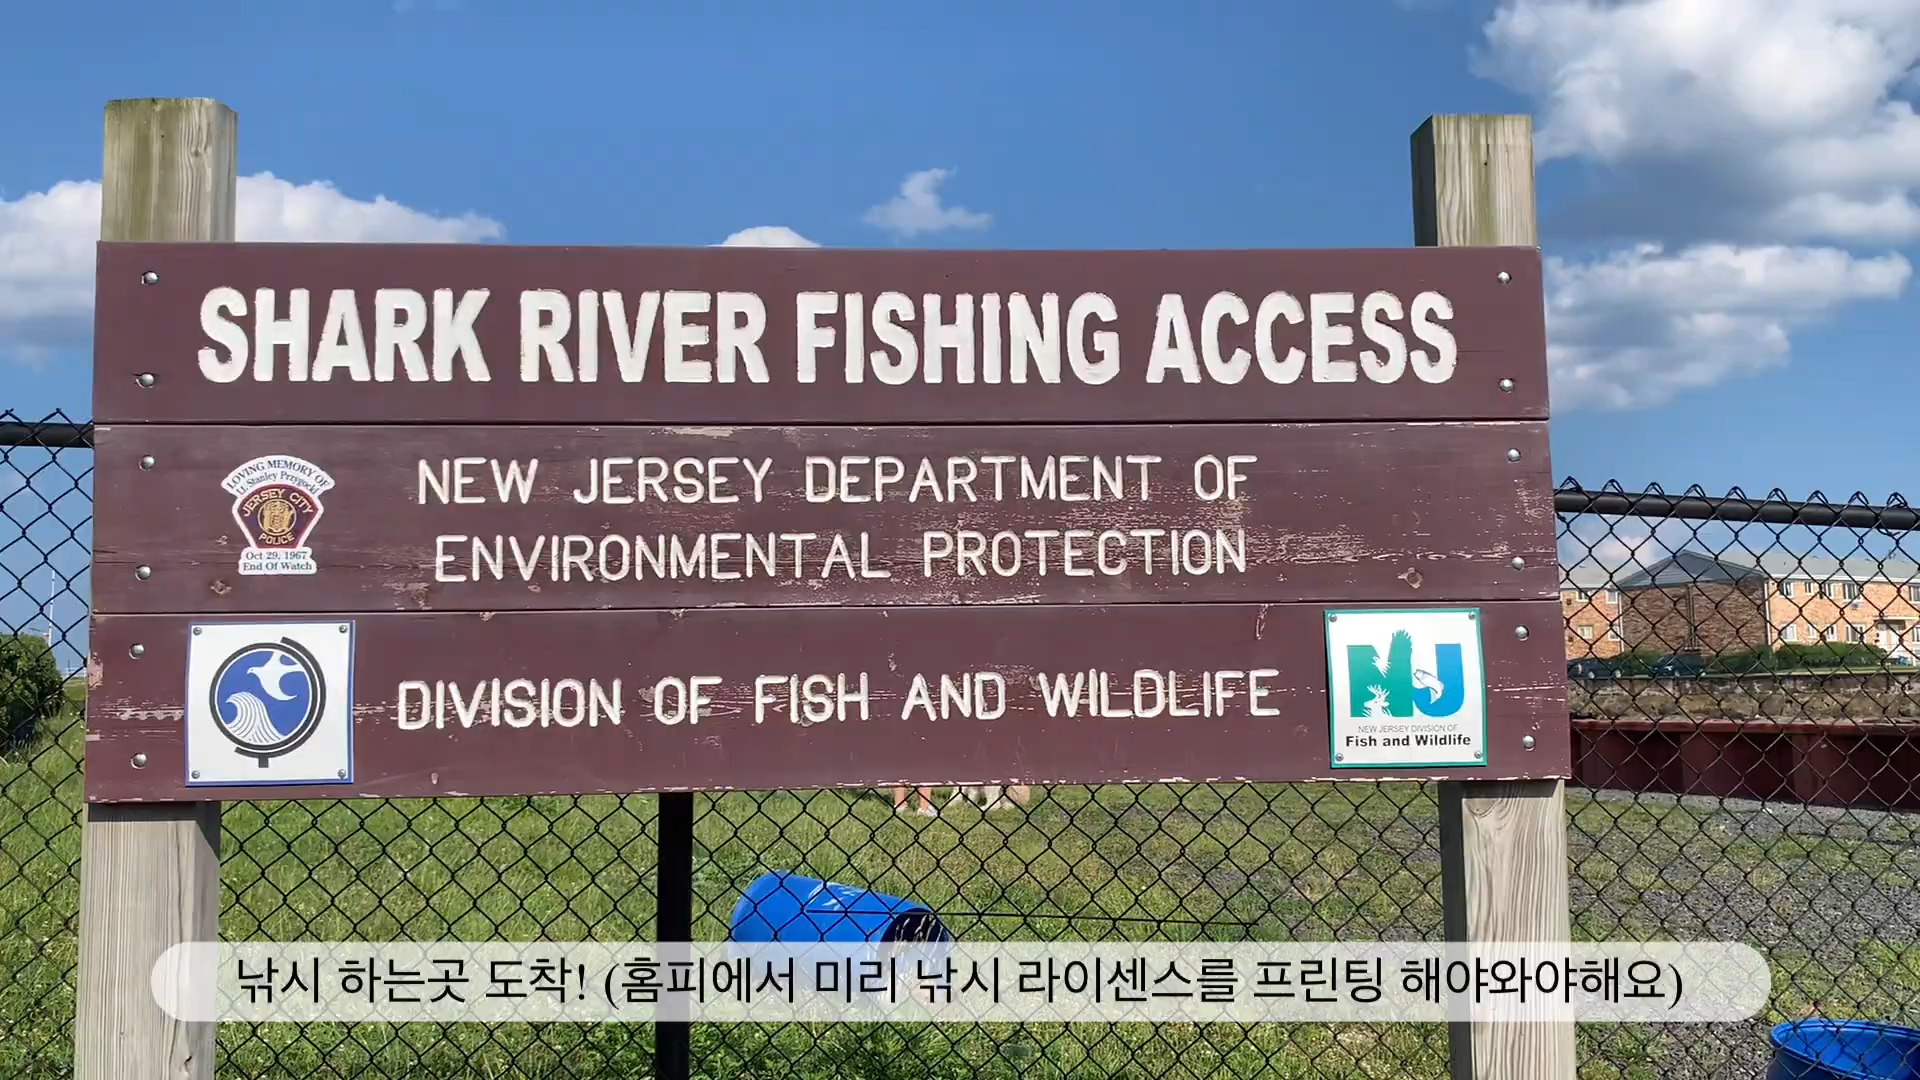 SHARK RIVER FISHING ACCESS
LOVING MEMORY OF
Lt. Stanley Przygocki
JERSEY CITY
POLICE
Oct 29, 1967
End Of Watch
NEW JERSEY DEPARTMENT OF
ENVIRONMENTAL PROTECTION
DIVISION OF FISH AND WILDLIFE
NJ
NEW JERSEY DIVISION OF
Fish and Wildlife
낚시 하는곳 도착! (홈피에서 미리 낚시 라이센스를 프린팅 해야와야해요)